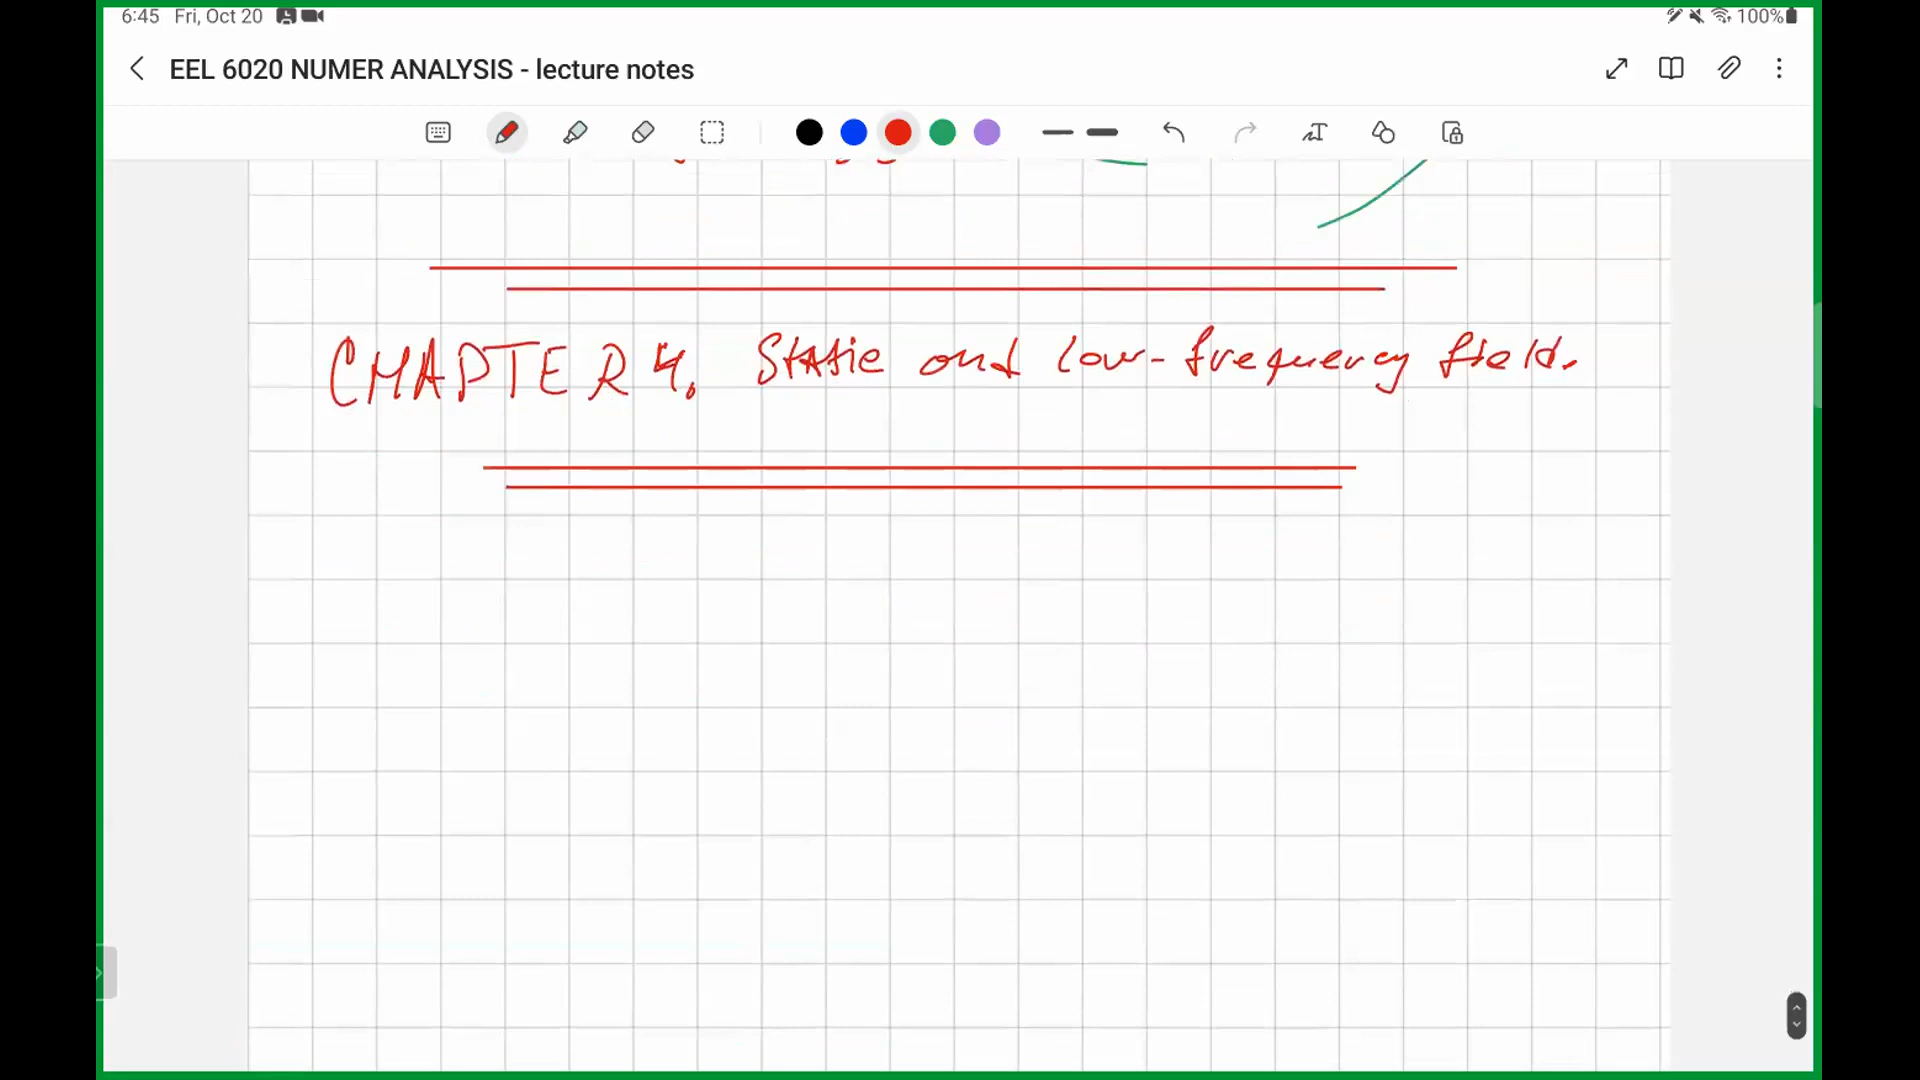 6:45 Fri, Oct 20 100%
EEL 6020 NUMER ANALYSIS - lecture notes
CHAPTER 4. Static and low-frequency field.